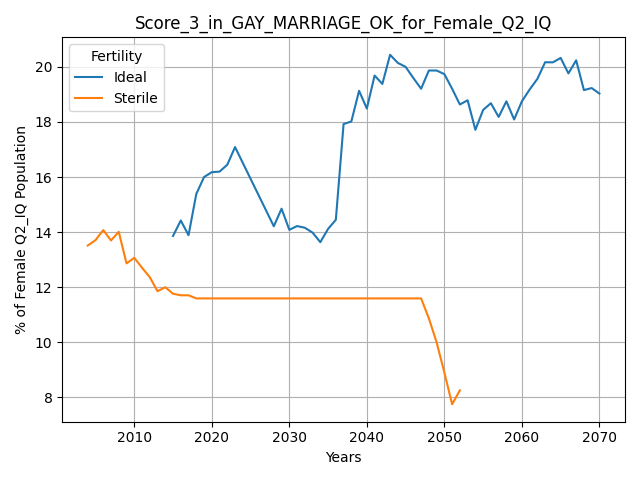 Score_3_in_GAY_MARRIAGE_OK_for_Female_Q2_IQ
Fertility
Ideal
Sterile
% of Female Q2_IQ Population
20
18
16
14
12
10
8
2010 2020 2030 2040 2050 2060 2070
Years